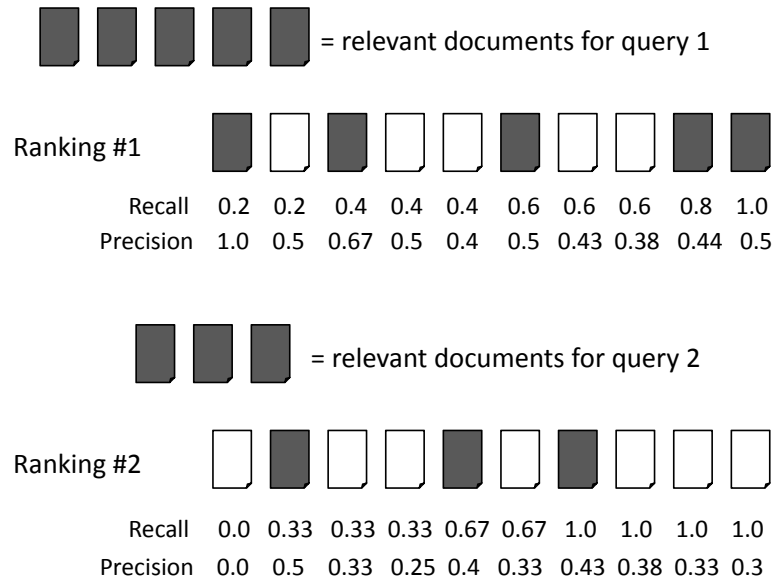 = relevant documents for query 1
Ranking #1
Recall 0.2 0.2 0.4 0.4 0.4 0.6 0.6 0.6 0.8 1.0
Precision 1.0 0.5 0.67 0.5 0.4 0.5 0.43 0.38 0.44 0.5
= relevant documents for query 2
Ranking #2
Recall 0.0 0.33 0.33 0.33 0.67 0.67 1.0 1.0 1.0 1.0
Precision 0.0 0.5 0.33 0.25 0.4 0.33 0.43 0.38 0.33 0.3